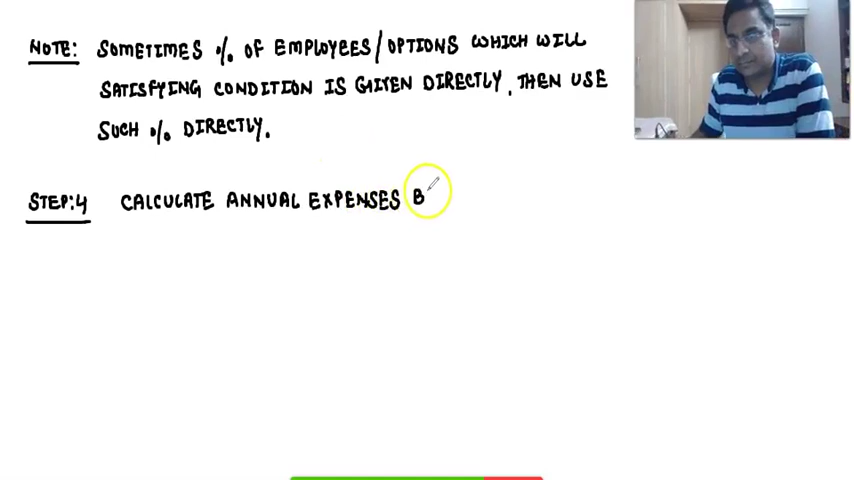 NOTE: SOMETIMES % OF EMPLOYEES/OPTIONS WHICH WILL
SATISFYING CONDITION IS GIVEN DIRECTLY, THEN USE
SUCH % DIRECTLY.
STEP:4 CALCULATE ANNUAL EXPENSES B